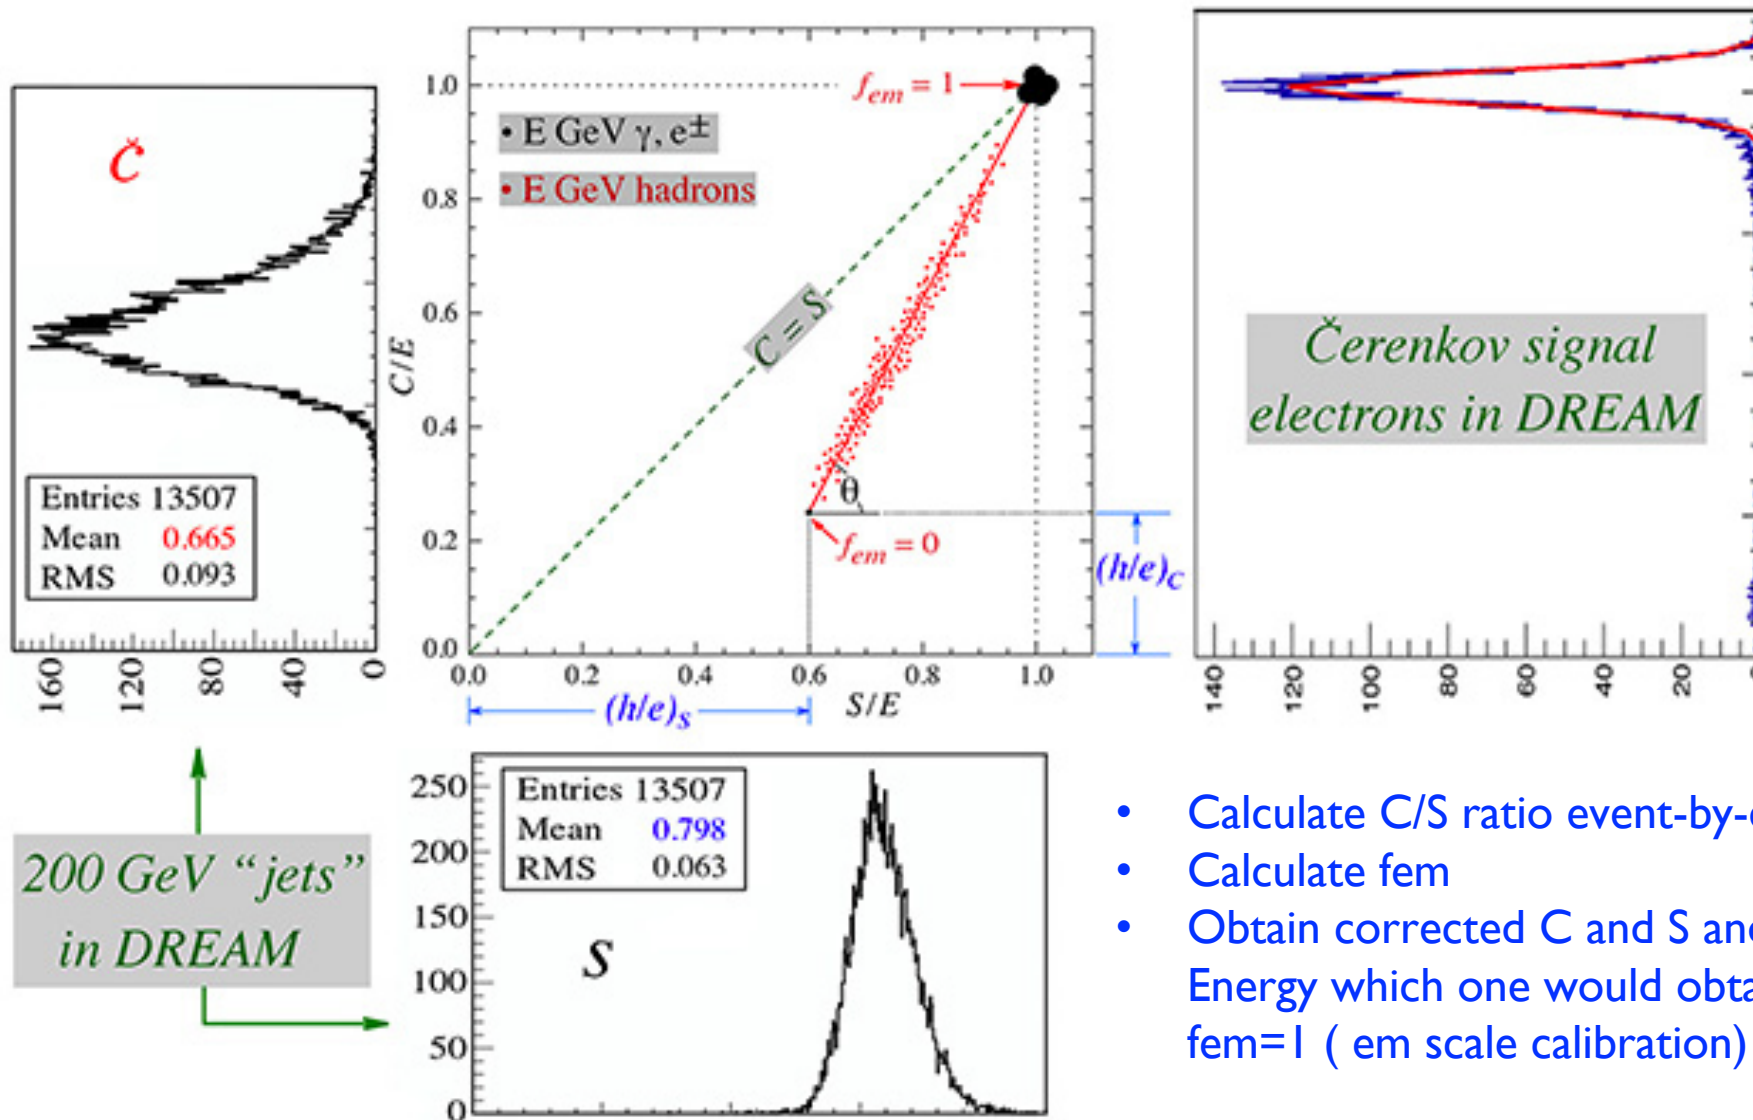 Č
Entries 13507
Mean 0.665
RMS 0.093
160 120 80 40 0
1.0
0.8
0.6
0.4
0.2
0.0
C/E
f_em = 1
• E GeV γ, e±
• E GeV hadrons
C = S
θ
f_em = 0
(h/e)_C
0.0 0.2 0.4 0.6 0.8 1.0
(h/e)_S
S/E
Čerenkov signal
electrons in DREAM
140 120 100 80 60 40 20
200 GeV “jets”
in DREAM
250
200
150
100
50
0
Entries 13507
Mean 0.798
RMS 0.063
S
• Calculate C/S ratio event-by-
• Calculate fem
• Obtain corrected C and S
Energy which one would
fem=1 ( em scale calibration)